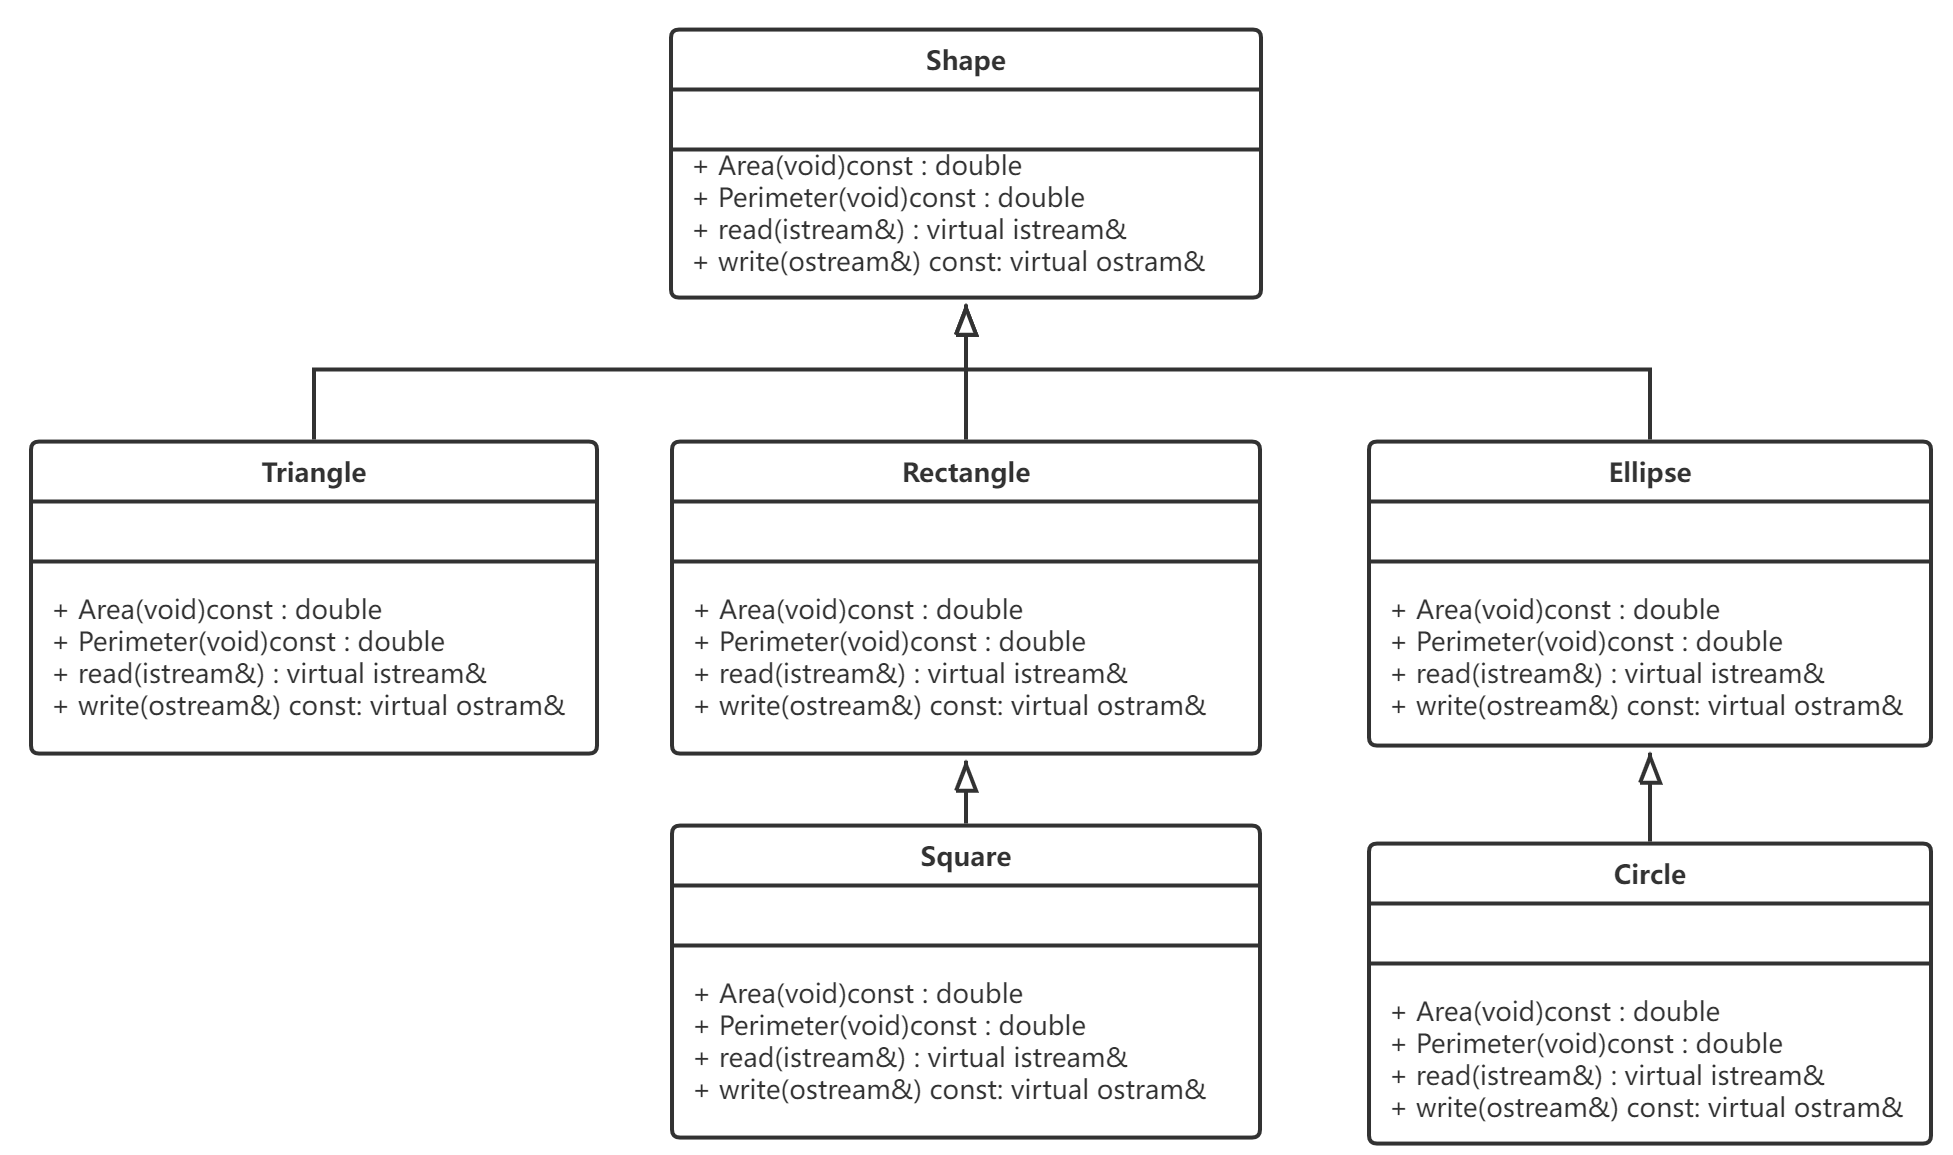 Shape
+ Area(void)const : double
+ Perimeter(void)const : double
+ read(istream&) : virtual istream&
+ write(ostream&) const: virtual ostram&
Triangle
+ Area(void)const : double
+ Perimeter(void)const : double
+ read(istream&) : virtual istream&
+ write(ostream&) const: virtual ostram&
Rectangle
+ Area(void)const : double
+ Perimeter(void)const : double
+ read(istream&) : virtual istream&
+ write(ostream&) const: virtual ostram&
Ellipse
+ Area(void)const : double
+ Perimeter(void)const : double
+ read(istream&) : virtual istream&
+ write(ostream&) const: virtual ostram&
Square
+ Area(void)const : double
+ Perimeter(void)const : double
+ read(istream&) : virtual istream&
+ write(ostream&) const: virtual ostram&
Circle
+ Area(void)const : double
+ Perimeter(void)const : double
+ read(istream&) : virtual istream&
+ write(ostream&) const: virtual ostram&